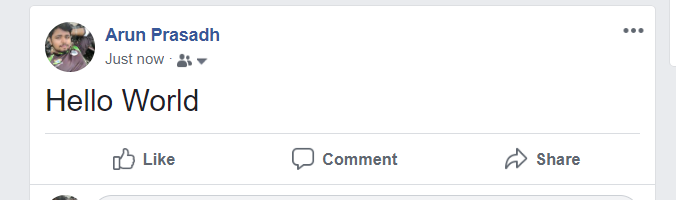 Arun Prasadh
Just now ·
Hello World
Like Comment Share